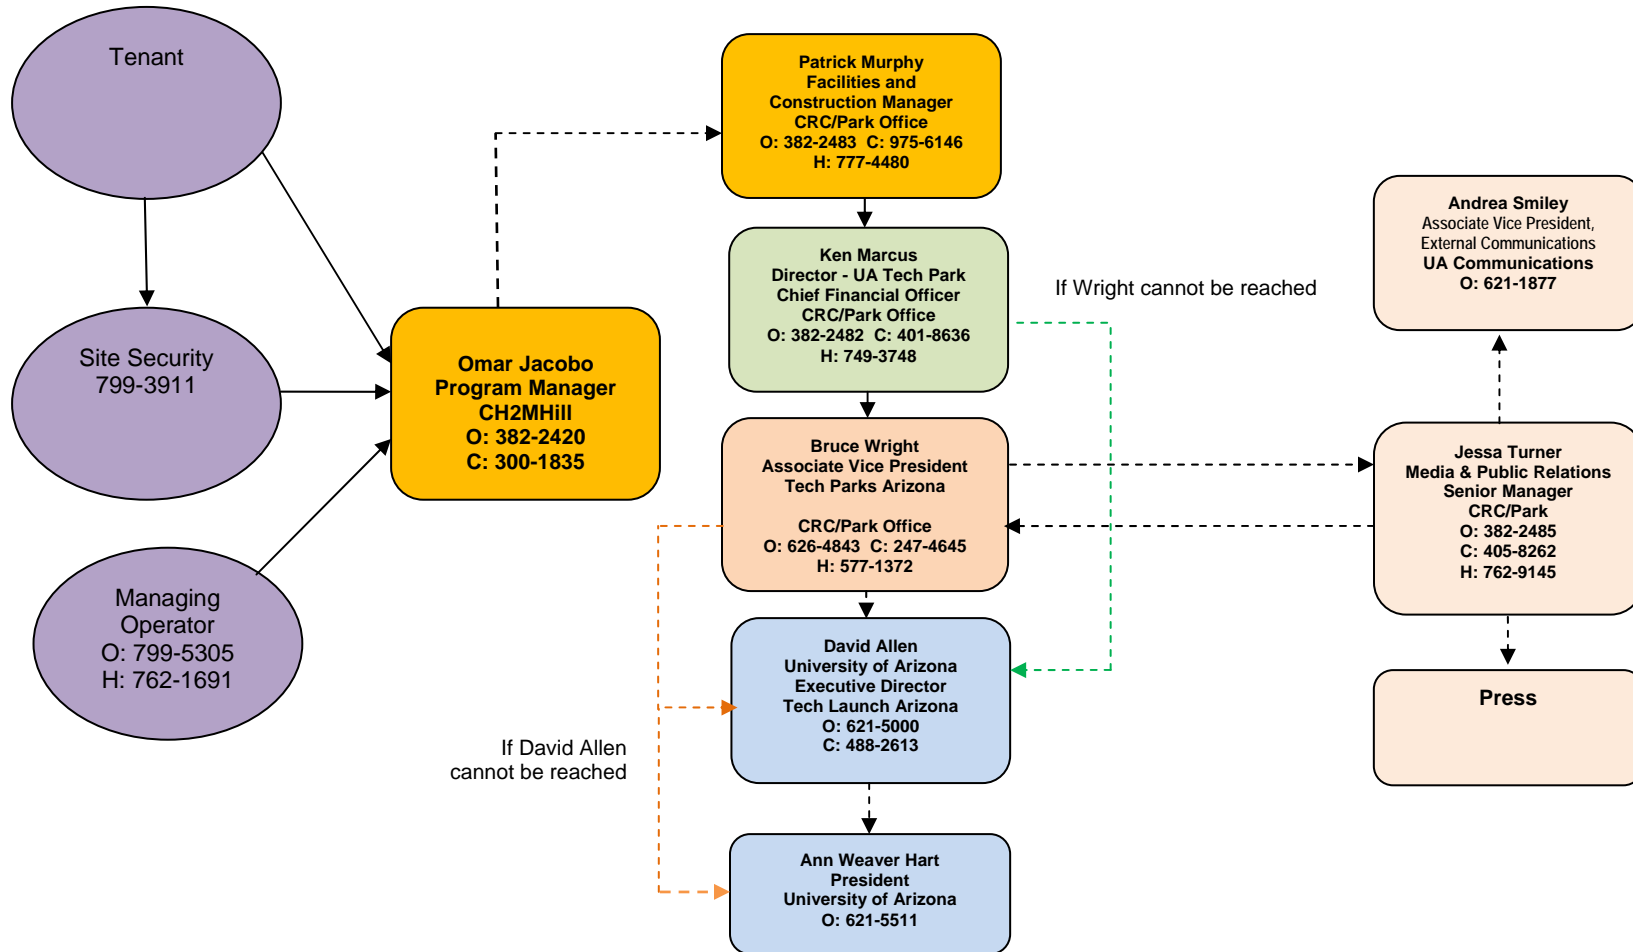 Tenant
Site Security
799-3911
Managing
Operator
O: 799-5305
H: 762-1691
Omar Jacobo
Program Manager
CH2MHill
O: 382-2420
C: 300-1835
Patrick Murphy
Facilities and
Construction Manager
CRC/Park Office
O: 382-2483  C: 975-6146
H: 777-4480
Ken Marcus
Director - UA Tech Park
Chief Financial Officer
CRC/Park Office
O: 382-2482  C: 401-8636
H: 749-3748
If Wright cannot be reached
Bruce Wright
Associate Vice President
Tech Parks Arizona
CRC/Park Office
O: 626-4843  C: 247-4645
H: 577-1372
David Allen
University of Arizona
Executive Director
Tech Launch Arizona
O: 621-5000
C: 488-2613
If David Allen
cannot be reached
Ann Weaver Hart
President
University of Arizona
O: 621-5511
Andrea Smiley
Associate Vice President,
External Communications
UA Communications
O: 621-1877
Jessa Turner
Media & Public Relations
Senior Manager
CRC/Park
O: 382-2485
C: 405-8262
H: 762-9145
Press